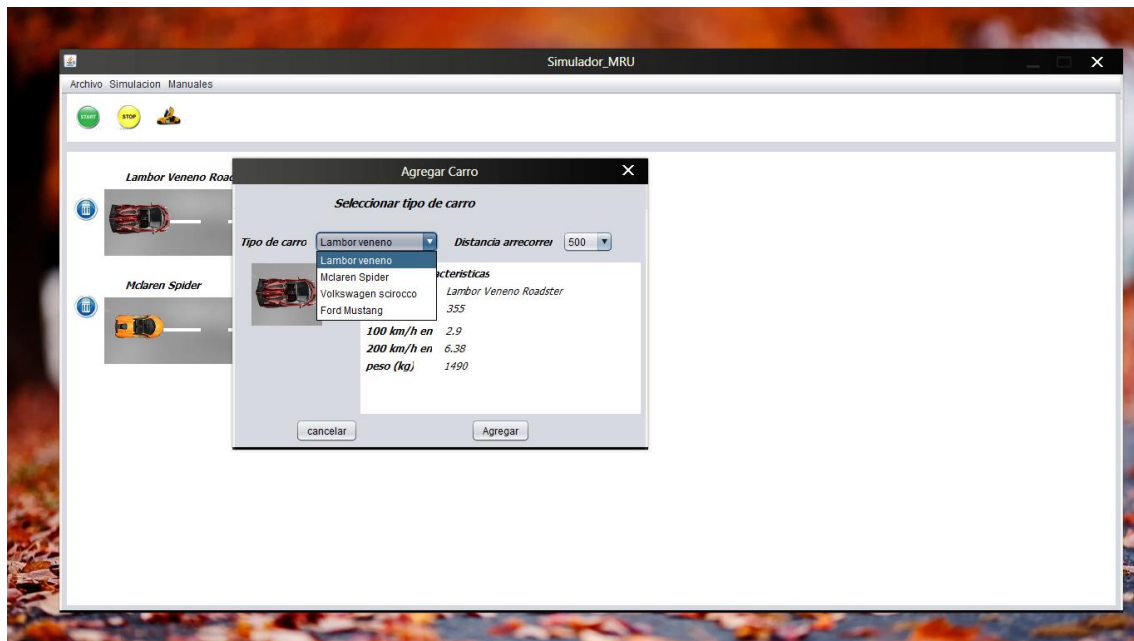 Simulador_MRU
Archivo Simulacion Manuales
START STOP
Lambor Veneno Road
Agregar Carro
Seleccionar tipo de carro
Tipo de carro Lambor veneno Distancia arrecorrer 500
Lambor veneno
Mclaren Spider
Volkswagen scirocco
Ford Mustang
acteristicas
Lambor Veneno Roadster
355
100 km/h en 2.9
200 km/h en 6.38
peso (kg) 1490
cancelar Agregar
Mclaren Spider